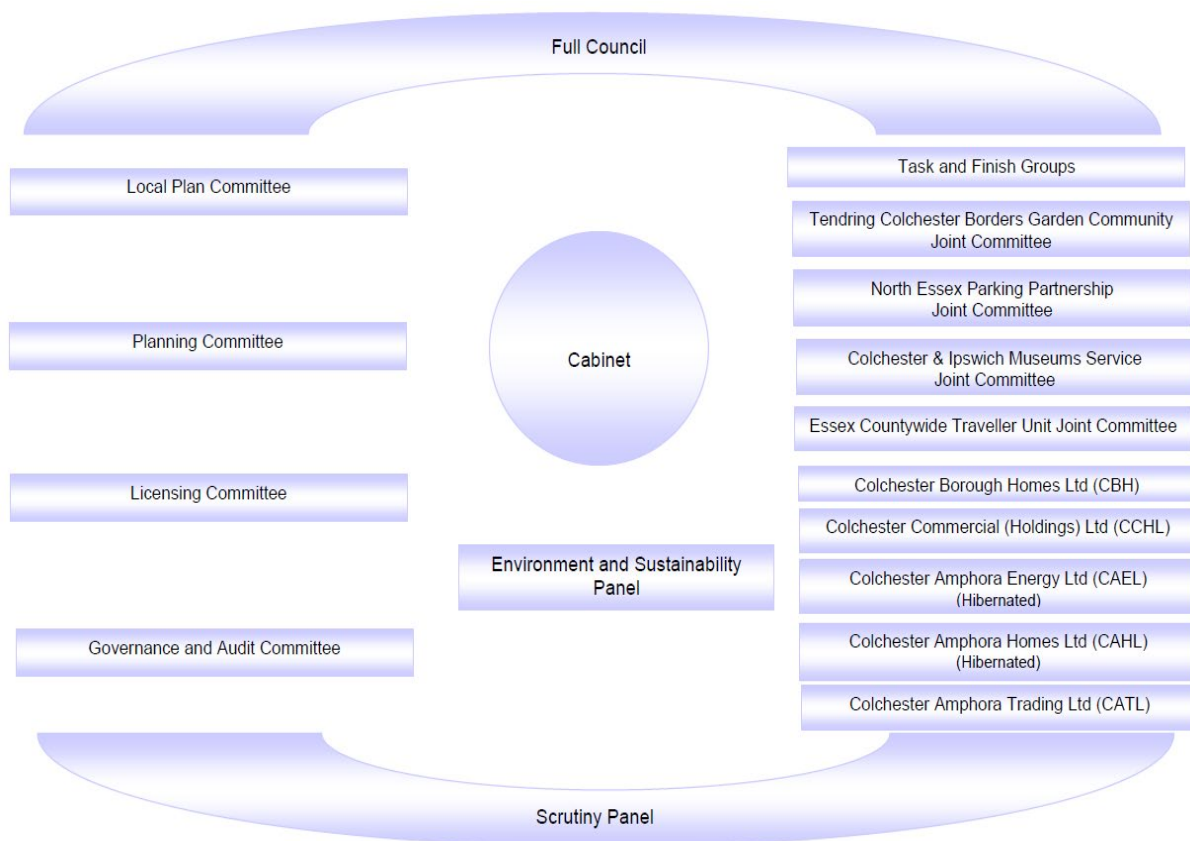 Full Council
Local Plan Committee
Planning Committee
Licensing Committee
Governance and Audit Committee
Cabinet
Environment and Sustainability
Panel
Task and Finish Groups
Tendring Colchester Borders Garden Community
Joint Committee
North Essex Parking Partnership
Joint Committee
Colchester & Ipswich Museums Service
Joint Committee
Essex Countywide Traveller Unit Joint Committee
Colchester Borough Homes Ltd (CBH)
Colchester Commercial (Holdings) Ltd (CCHL)
Colchester Amphora Energy Ltd (CAEL)
(Hibernated)
Colchester Amphora Homes Ltd (CAHL)
(Hibernated)
Colchester Amphora Trading Ltd (CATL)
Scrutiny Panel